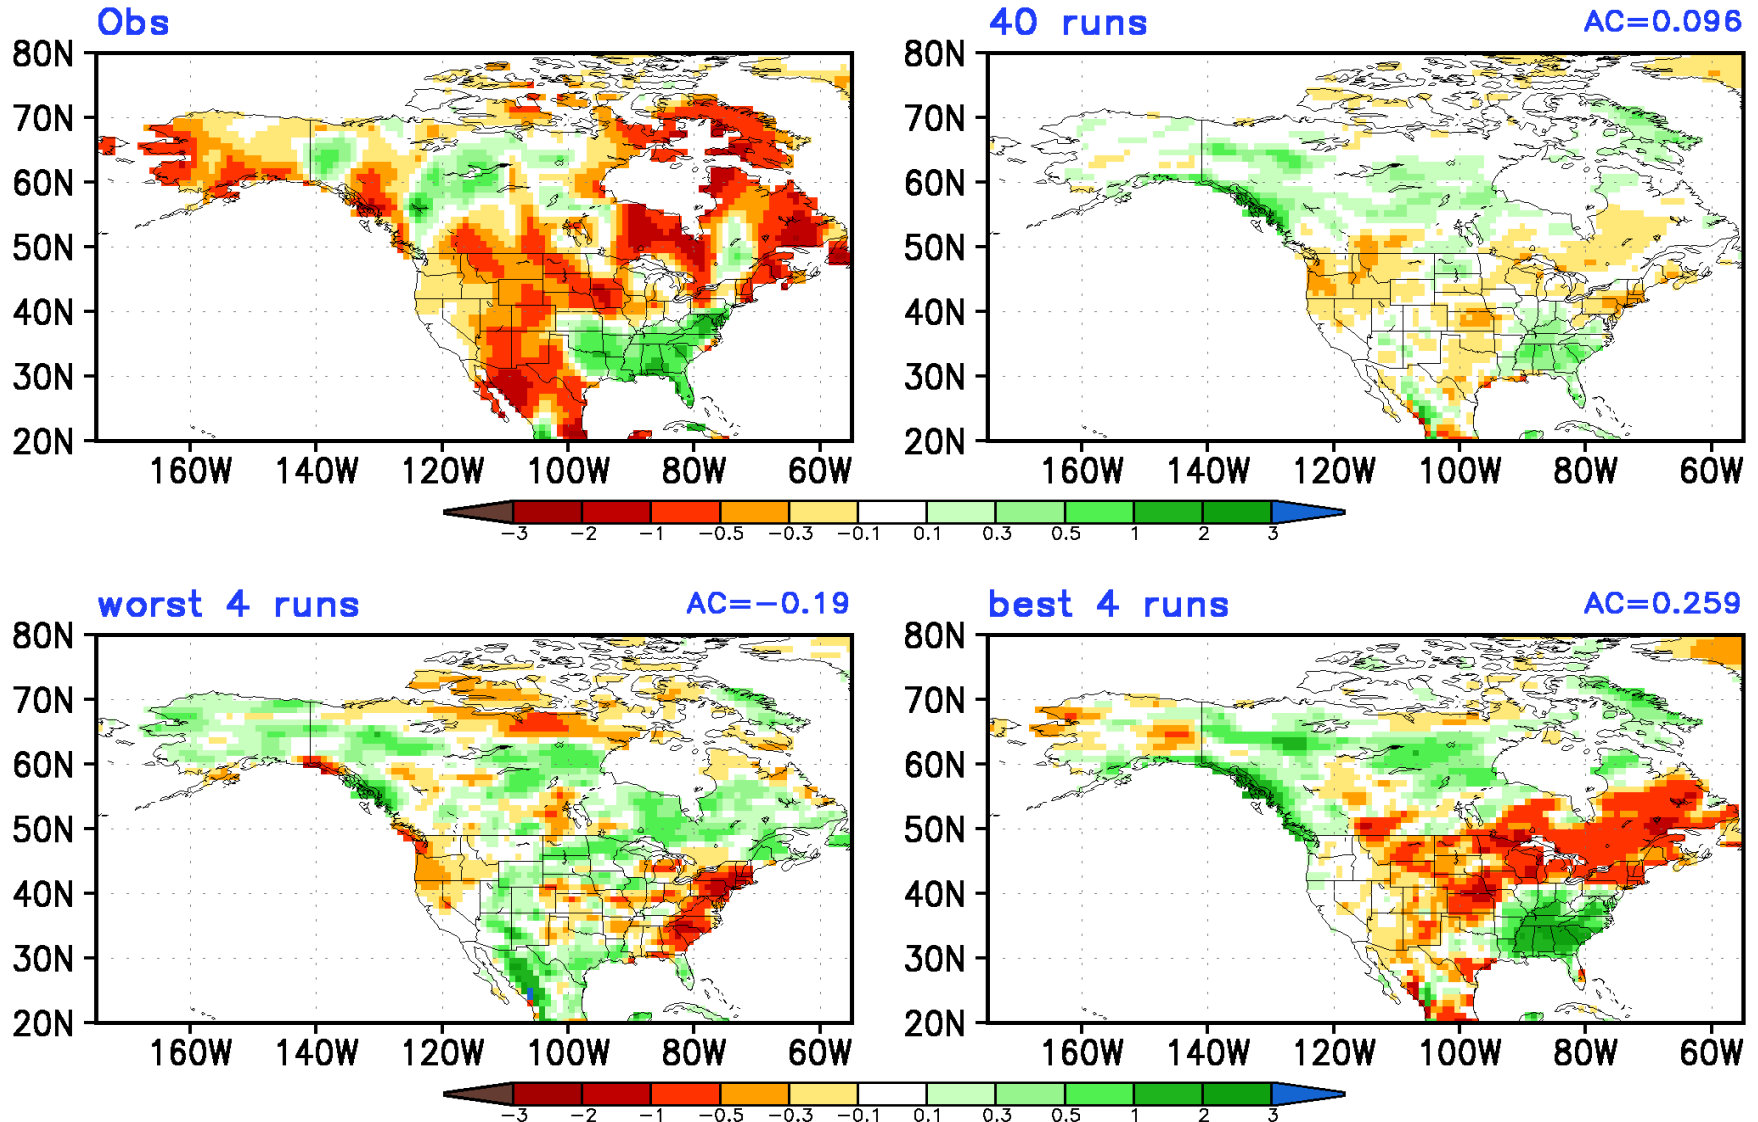 Obs
40 runs AC=0.096
80N 80N
70N 70N
60N 60N
50N 50N
40N 40N
30N 30N
20N 20N
160W 140W 120W 100W 80W 60W 160W 140W 120W 100W 80W 60W
-3 -2 -1 -0.5 -0.3 -0.1 0.1 0.3 0.5 1 2 3
worst 4 runs AC=-0.19
best 4 runs AC=0.259
80N 80N
70N 70N
60N 60N
50N 50N
40N 40N
30N 30N
20N 20N
160W 140W 120W 100W 80W 60W 160W 140W 120W 100W 80W 60W
-3 -2 -1 -0.5 -0.3 -0.1 0.1 0.3 0.5 1 2 3